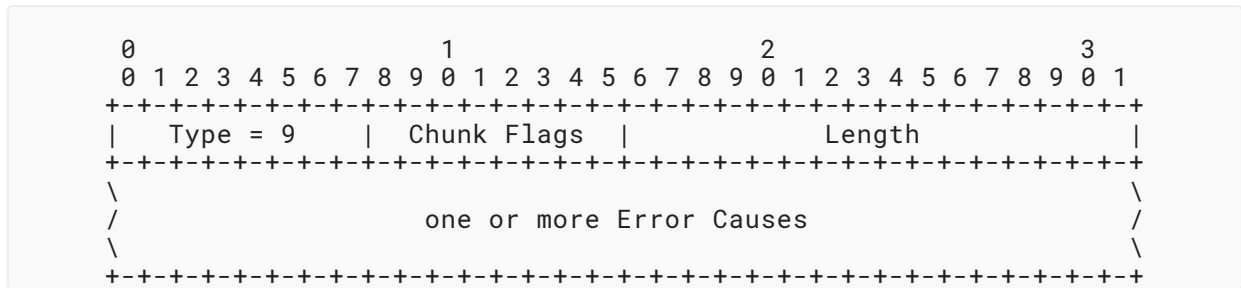 0                   1                   2                   3
 0 1 2 3 4 5 6 7 8 9 0 1 2 3 4 5 6 7 8 9 0 1 2 3 4 5 6 7 8 9 0 1
+-+-+-+-+-+-+-+-+-+-+-+-+-+-+-+-+-+-+-+-+-+-+-+-+-+-+-+-+-+-+-+-+
|   Type = 9    |  Chunk Flags  |            Length             |
+-+-+-+-+-+-+-+-+-+-+-+-+-+-+-+-+-+-+-+-+-+-+-+-+-+-+-+-+-+-+-+-+
\                                                               \
/                   one or more Error Causes                    /
\                                                               \
+-+-+-+-+-+-+-+-+-+-+-+-+-+-+-+-+-+-+-+-+-+-+-+-+-+-+-+-+-+-+-+-+